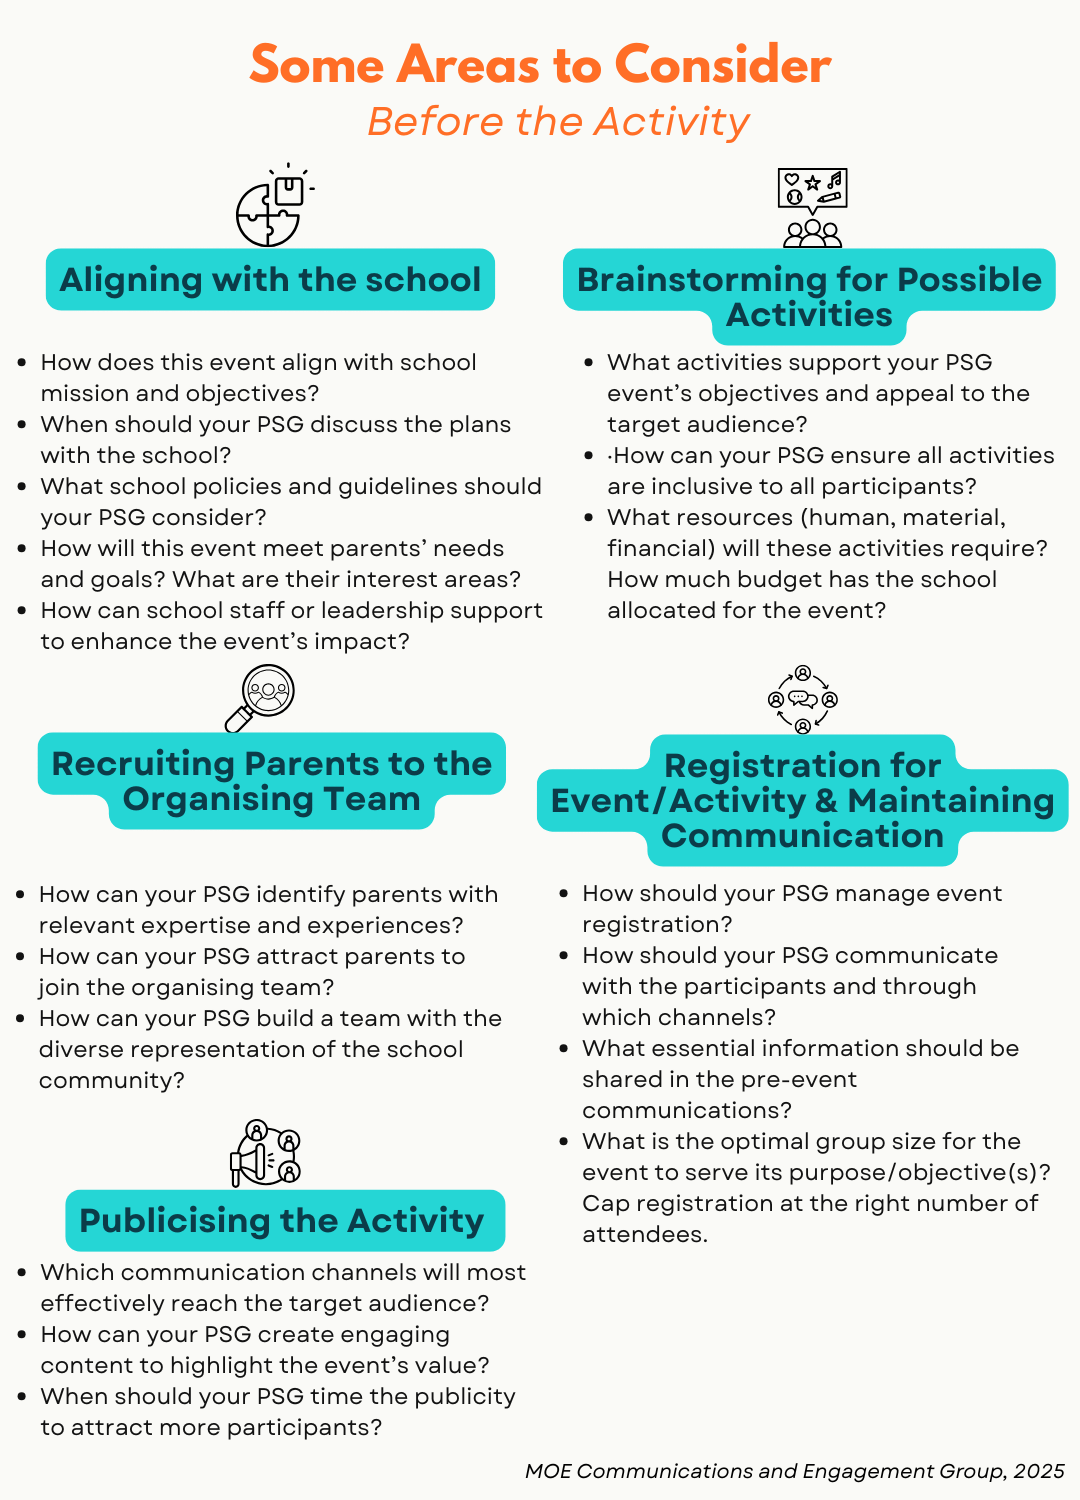 Some Areas to Consider
Before the Activity
Aligning with the school
• How does this event align with school
mission and objectives?
• When should your PSG discuss the plans
with the school?
• What school policies and guidelines should
your PSG consider?
• How will this event meet parents’ needs
and goals? What are their interest areas?
• How can school staff or leadership support
to enhance the event’s impact?
Brainstorming for Possible
Activities
• What activities support your PSG
event’s objectives and appeal to the
target audience?
• ·How can your PSG ensure all activities
are inclusive to all participants?
• What resources (human, material,
financial) will these activities require?
How much budget has the school
allocated for the event?
Recruiting Parents to the
Organising Team
• How can your PSG identify parents with
relevant expertise and experiences?
• How can your PSG attract parents to
join the organising team?
• How can your PSG build a team with the
diverse representation of the school
community?
Registration for
Event/Activity & Maintaining
Communication
• How should your PSG manage event
registration?
• How should your PSG communicate
with the participants and through
which channels?
• What essential information should be
shared in the pre-event
communications?
• What is the optimal group size for the
event to serve its purpose/objective(s)?
Cap registration at the right number of
attendees.
Publicising the Activity
• Which communication channels will most
effectively reach the target audience?
• How can your PSG create engaging
content to highlight the event’s value?
• When should your PSG time the publicity
to attract more participants?
MOE Communications and Engagement Group, 2025